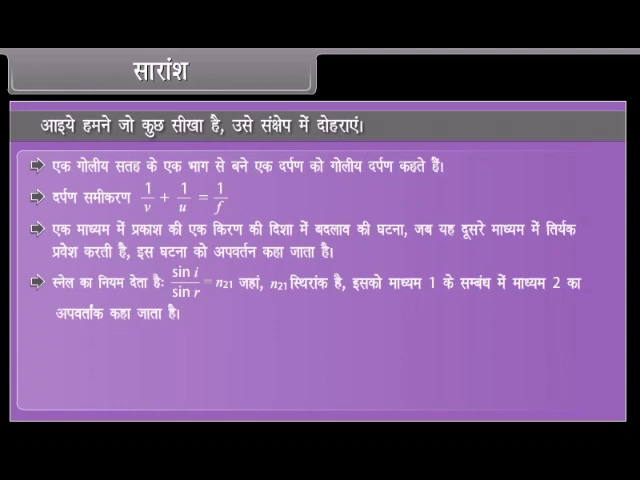 सारांश
आइये हमने जो कुछ सीखा है, उसे संक्षेप में दोहराएं।
एक गोलीय सतह के एक भाग से बने एक दर्पण को गोलीय दर्पण कहते हैं।
दर्पण समीकरण 1/v + 1/u = 1/f
एक माध्यम में प्रकाश की एक किरण की दिशा में बदलाव की घटना, जब यह दूसरे माध्यम में तिर्यक
प्रवेश करती है, इस घटना को अपवर्तन कहा जाता है।
स्नेल का नियम देता है: sin i/sin r = n₂₁ जहां, n₂₁ स्थिरांक है, इसको माध्यम 1 के सम्बंध में माध्यम 2 का
अपवर्तांक कहा जाता है।